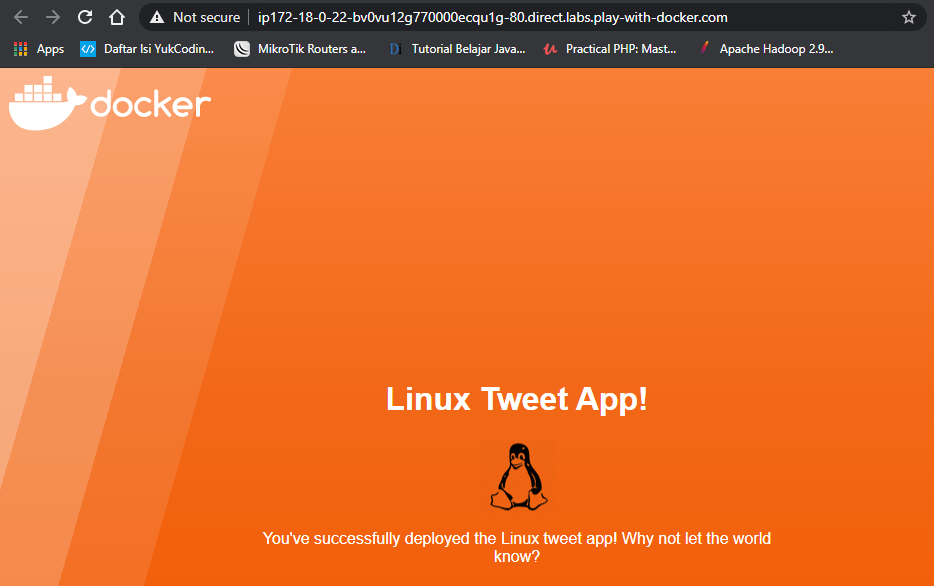 Not secure ip172-18-0-22-bv0vu12g770000ecqu1g-80.direct.labs.play-with-docker.com
Apps Daftar Isi YukCodin... MikroTik Routers a... Di Tutorial Belajar Java... Practical PHP: Mast... Apache Hadoop 2.9...
docker
Linux Tweet App!
You've successfully deployed the Linux tweet app! Why not let the world
know?